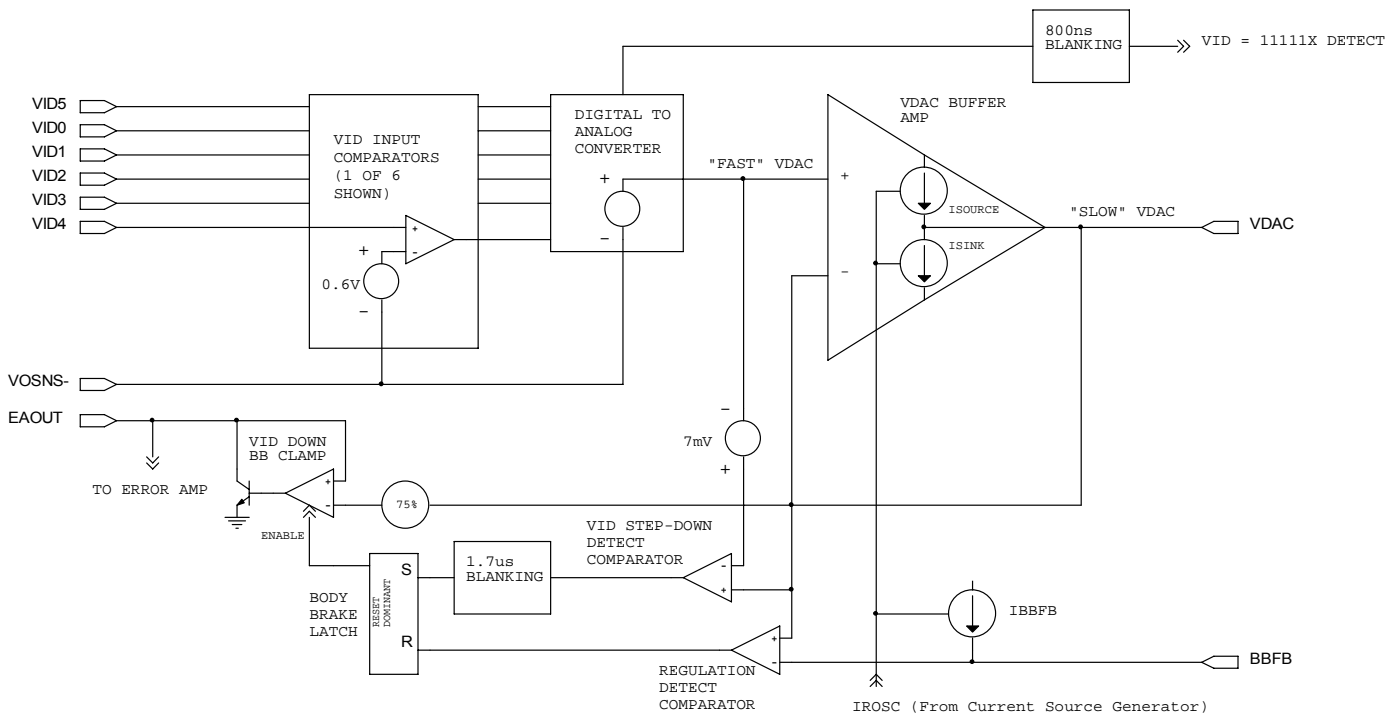 800ns
BLANKING
VID = 11111X DETECT
VID5
VID0
VID1
VID2
VID3
VID4
VID INPUT
COMPARATORS
(1 OF 6
SHOWN)
+
-
+
0.6V
-
DIGITAL TO
ANALOG
CONVERTER
+
-
"FAST" VDAC
VDAC BUFFER
AMP
+
-
ISOURCE
ISINK
"SLOW" VDAC
VDAC
VOSNS-
EAOUT
TO ERROR AMP
VID DOWN
BB CLAMP
+
-
ENABLE
75%
-
7mV
+
VID STEP-DOWN
DETECT
COMPARATOR
-
+
1.7us
BLANKING
BODY
BRAKE
LATCH
RESET
DOMINANT
S
R
+
-
REGULATION
DETECT
COMPARATOR
IBBFB
BBFB
IROSC (From Current Source Generator)